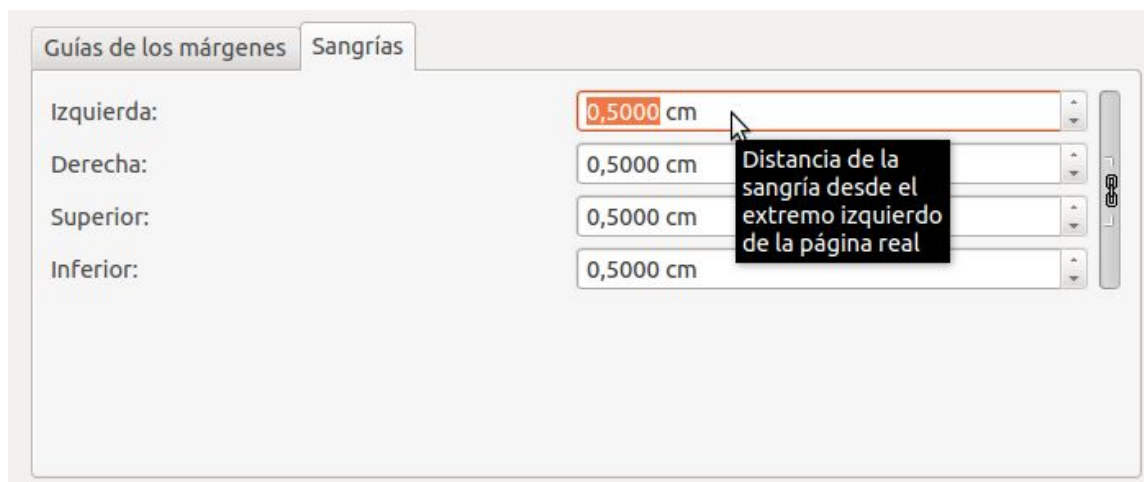 Guías de los márgenes Sangrías
Izquierda: 0,5000 cm
Derecha: 0,5000 cm
Superior: 0,5000 cm
Inferior: 0,5000 cm
Distancia de la
sangría desde el
extremo izquierdo
de la página real